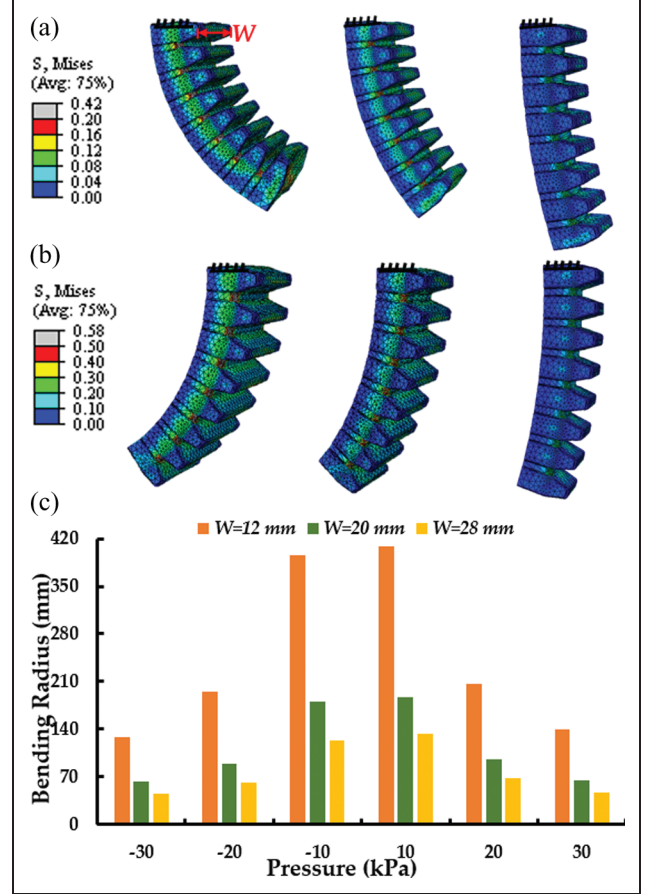 (a)
W
S, Mises
(Avg: 75%)
0.42
0.20
0.16
0.12
0.08
0.04
0.00
(b)
S, Mises
(Avg: 75%)
0.58
0.50
0.40
0.30
0.20
0.10
0.00
(c)
W=12 mm W=20 mm W=28 mm
420
350
280
210
140
70
0
Bending Radius (mm)
-30 -20 -10 10 20 30
Pressure (kPa)